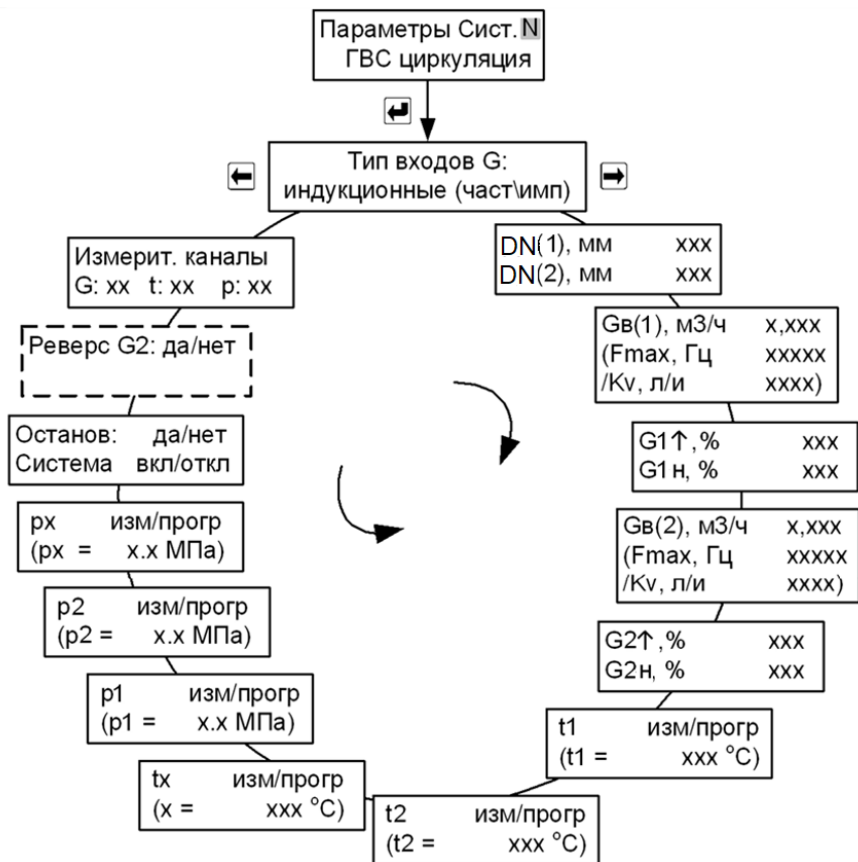 Параметры Сист. N
ГВС циркуляция
Тип входов G:
индукционные (част\имп)
Измерит. каналы
G: xx t: xx p: xx
DN(1), мм xxx
DN(2), мм xxx
Реверс G2: да/нет
Gв(1), м3/ч x,xxx
(Fmax, Гц xxxxx
/Kv, л/и xxxx)
Останов: да/нет
Система вкл/откл
G1↑,% xxx
G1н, % xxx
px изм/прогр
(px = x.x МПа)
Gв(2), м3/ч x,xxx
(Fmax, Гц xxxxx
/Kv, л/и xxxx)
p2 изм/прогр
(p2 = x.x МПа)
G2↑,% xxx
G2н, % xxx
p1 изм/прогр
(p1 = x.x МПа)
t1 изм/прогр
(t1 = xxx °C)
tx изм/прогр
(x = xxx °C)
t2 изм/прогр
(t2 = xxx °C)